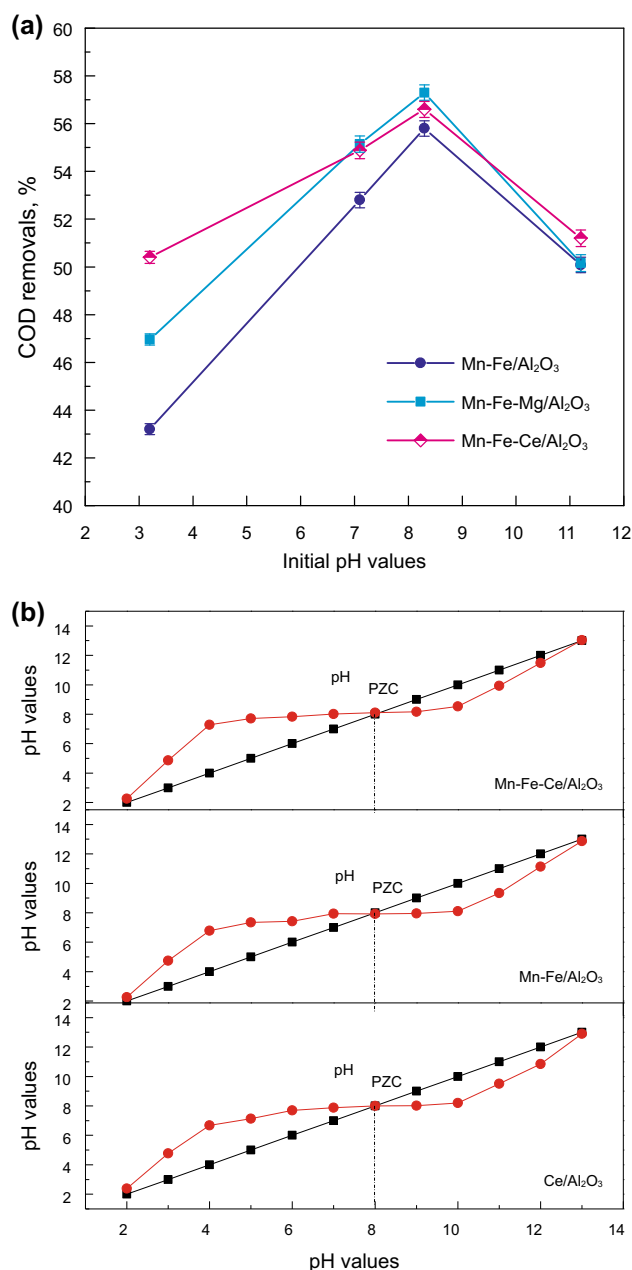 (a)
60
58
56
54
52
50
48
46
44
42
40
COD removals, %
Mn-Fe/Al₂O₃
Mn-Fe-Mg/Al₂O₃
Mn-Fe-Ce/Al₂O₃
2 3 4 5 6 7 8 9 10 11 12
Initial pH values
(b)
14
12
10
8
6
4
2
pH values
pH
PZC
Mn-Fe-Ce/Al₂O₃
14
12
10
8
6
4
2
pH values
pH
PZC
Mn-Fe/Al₂O₃
14
12
10
8
6
4
2
pH values
pH
PZC
Ce/Al₂O₃
2 4 6 8 10 12 14
pH values